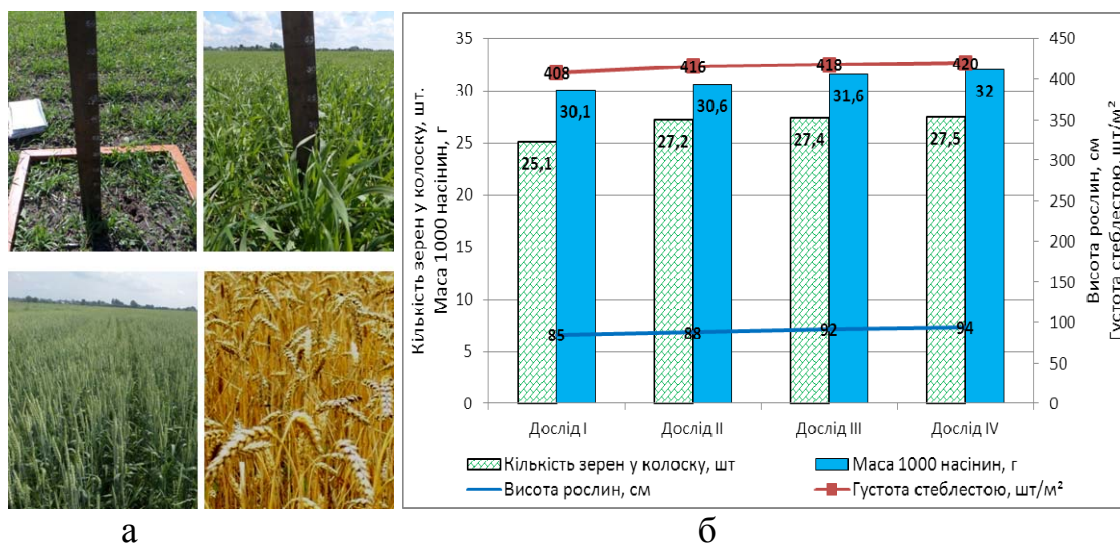 35
30
25
20
15
10
5
0
Кількість зерен у колоску, шт.
Маса 1000 насінин, г
408
416
418
420
30,1
30,6
31,6
32
25,1
27,2
27,4
27,5
85
88
92
94
450
400
350
300
250
200
150
100
50
0
Висота рослин, см
Густота стеблестою, шт/м²
Дослід I
Дослід II
Дослід III
Дослід IV
Кількість зерен у колоску, шт
Маса 1000 насінин, г
Висота рослин, см
Густота стеблестою, шт/м²
а
б